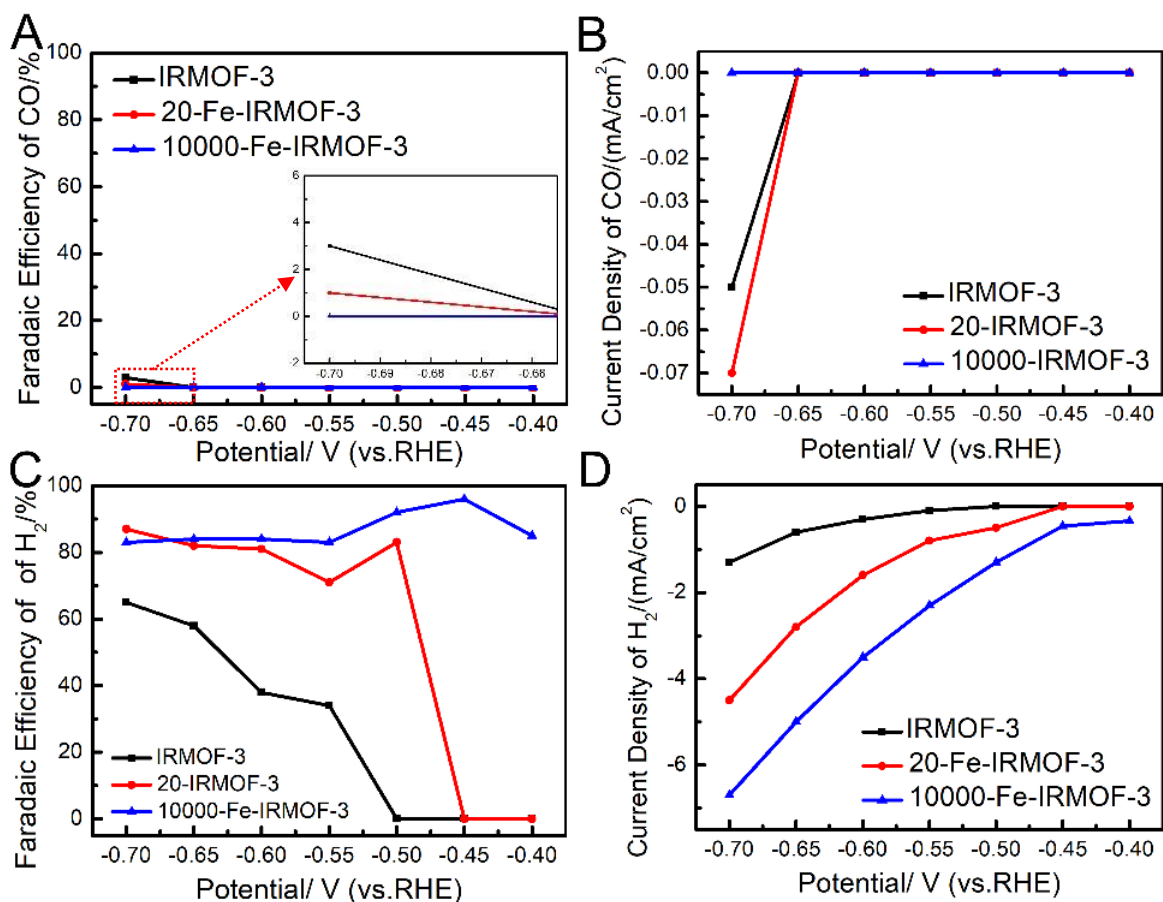 A
100
80
60
40
20
0
Faradaic Efficiency of CO/%
IRMOF-3
20-Fe-IRMOF-3
10000-Fe-IRMOF-3
6
4
2
0
-2
-0.70 -0.69 -0.68 -0.67 -0.68
-0.70 -0.65 -0.60 -0.55 -0.50 -0.45 -0.40
Potential/ V (vs.RHE)
B
0.00
-0.01
-0.02
-0.03
-0.04
-0.05
-0.06
-0.07
Current Density of CO/(mA/cm²)
IRMOF-3
20-IRMOF-3
10000-IRMOF-3
-0.70 -0.65 -0.60 -0.55 -0.50 -0.45 -0.40
Potential/ V (vs.RHE)
C
100
80
60
40
20
0
Faradaic Efficiency of H₂/%
IRMOF-3
20-IRMOF-3
10000-Fe-IRMOF-3
-0.70 -0.65 -0.60 -0.55 -0.50 -0.45 -0.40
Potential/ V (vs.RHE)
D
0
-2
-4
-6
Current Density of H₂/(mA/cm²)
IRMOF-3
20-Fe-IRMOF-3
10000-Fe-IRMOF-3
-0.70 -0.65 -0.60 -0.55 -0.50 -0.45 -0.40
Potential/ V (vs.RHE)